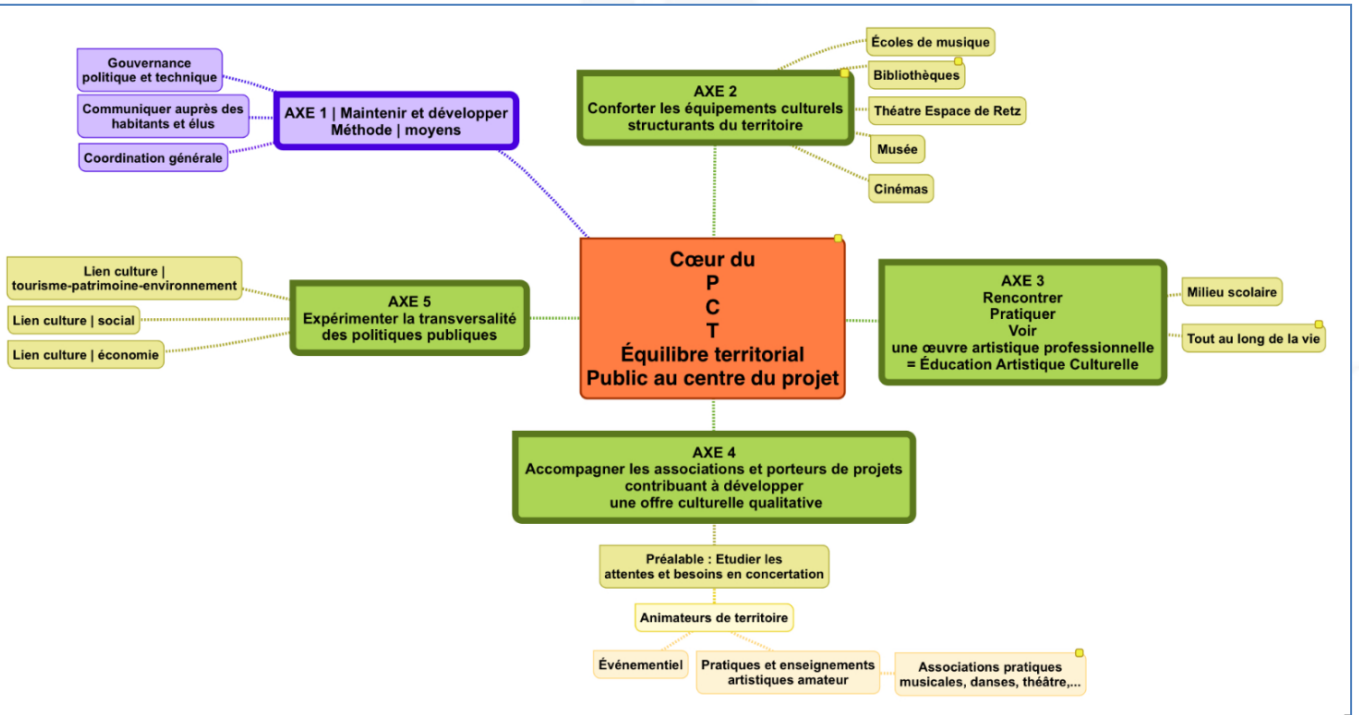 Gouvernance
politique et technique
Communiquer auprès des
habitants et élus
Coordination générale
AXE 1 | Maintenir et développer
Méthode | moyens
AXE 2
Conforter les équipements culturels
structurants du territoire
Écoles de musique
Bibliothèques
Théatre Espace de Retz
Musée
Cinémas
Cœur du
P
C
T
Équilibre territorial
Public au centre du projet
AXE 3
Rencontrer
Pratiquer
Voir
une œuvre artistique professionnelle
= Éducation Artistique Culturelle
Milieu scolaire
Tout au long de la vie
Lien culture |
tourisme-patrimoine-environnement
Lien culture | social
Lien culture | économie
AXE 5
Expérimenter la transversalité
des politiques publiques
AXE 4
Accompagner les associations et porteurs de projets
contribuant à développer
une offre culturelle qualitative
Préalable : Etudier les
attentes et besoins en concertation
Animateurs de territoire
Événementiel
Pratiques et enseignements
artistiques amateur
Associations pratiques
musicales, danses, théâtre,...